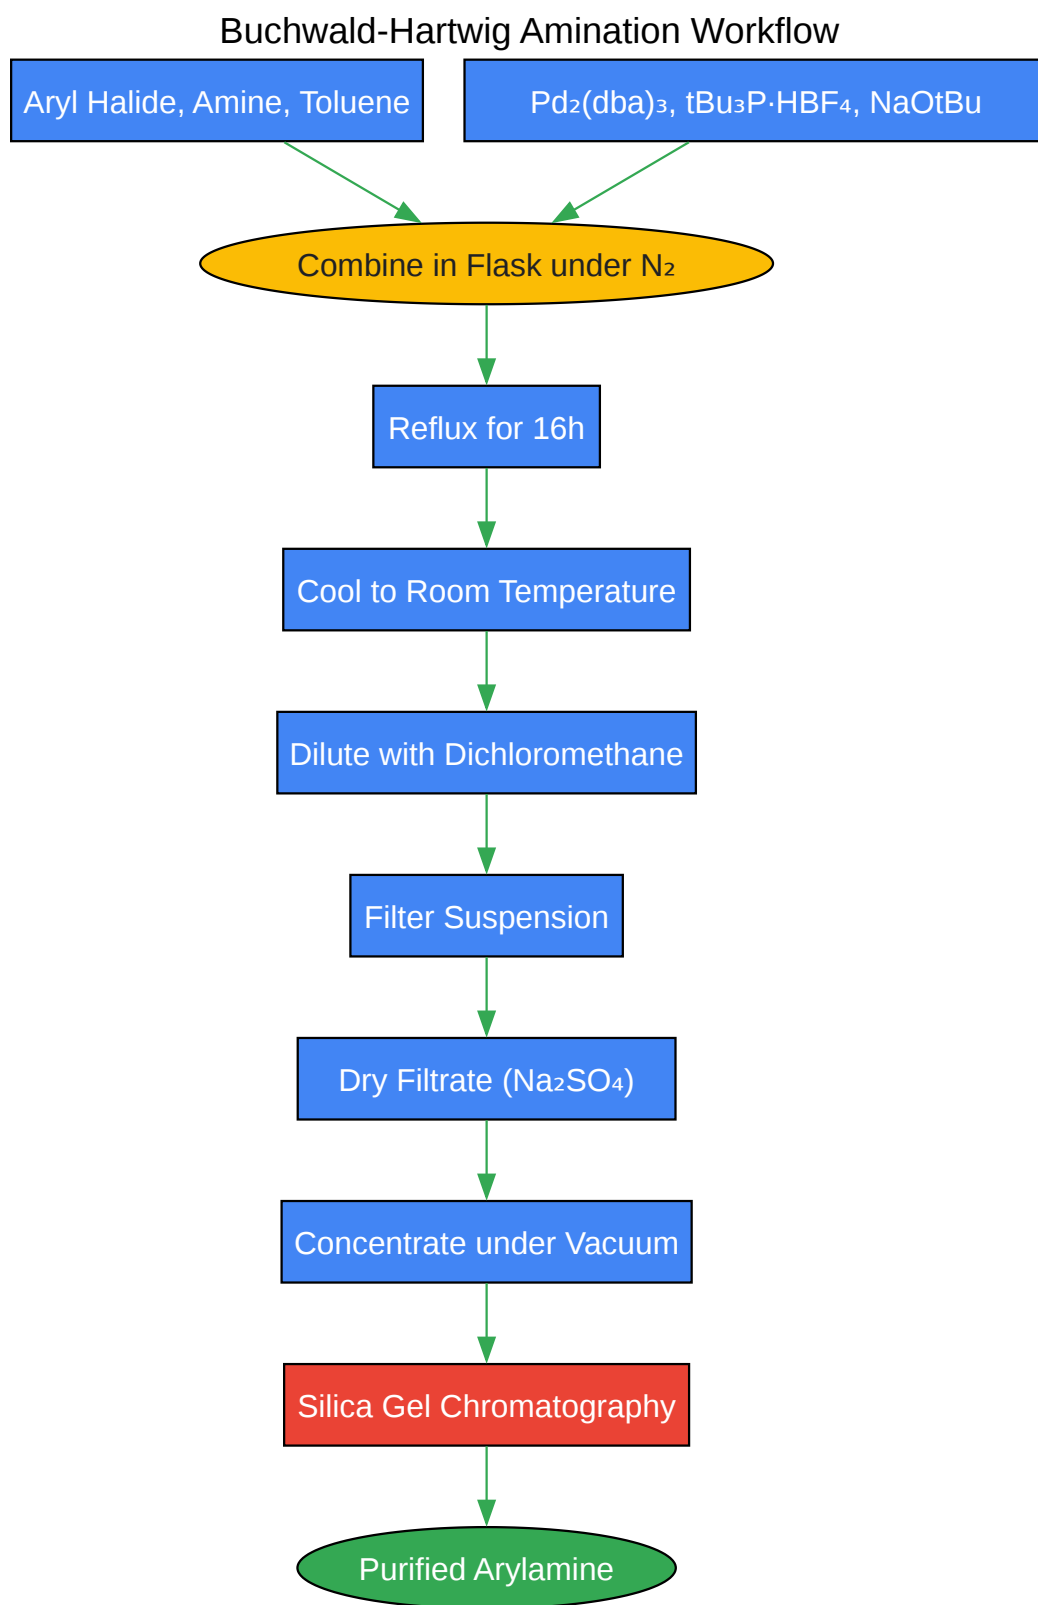 Buchwald-Hartwig Amination Workflow
Aryl Halide, Amine, Toluene
Pd₂(dba)₃, tBu₃P·HBF₄, NaOtBu
Combine in Flask under N₂
Reflux for 16h
Cool to Room Temperature
Dilute with Dichloromethane
Filter Suspension
Dry Filtrate (Na₂SO₄)
Concentrate under Vacuum
Silica Gel Chromatography
Purified Arylamine